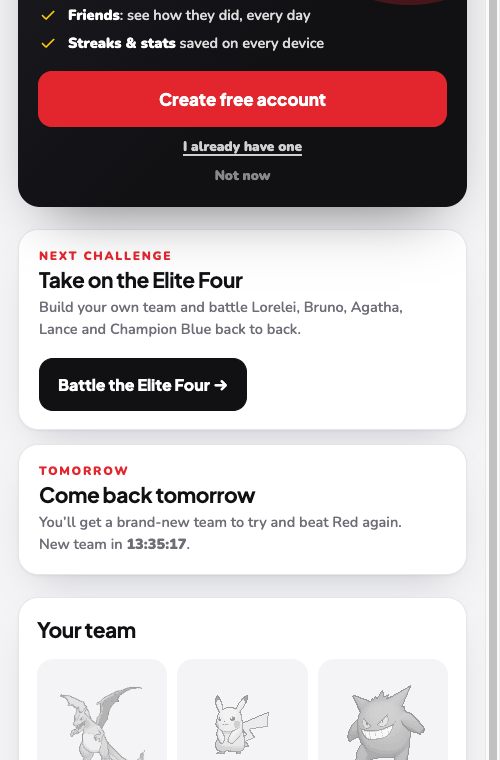 Friends: see how they did, every day
Streaks & stats saved on every device
Create free account
I already have one
Not now
NEXT CHALLENGE
Take on the Elite Four
Build your own team and battle Lorelei, Bruno, Agatha,
Lance and Champion Blue back to back.
Battle the Elite Four →
TOMORROW
Come back tomorrow
You’ll get a brand-new team to try and beat Red again.
New team in 13:35:17.
Your team